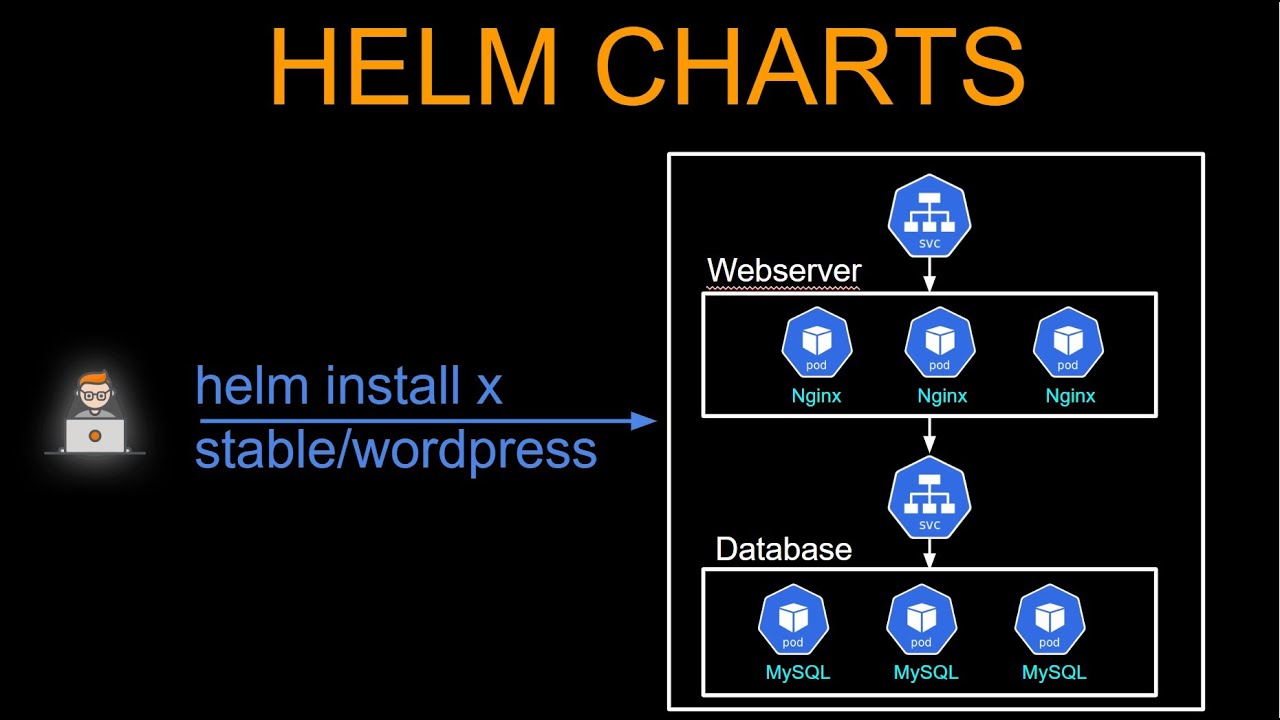 HELM CHARTS
helm install x
stable/wordpress
svc
Webserver
pod pod pod
Nginx Nginx Nginx
svc
Database
pod pod pod
MySQL MySQL MySQL